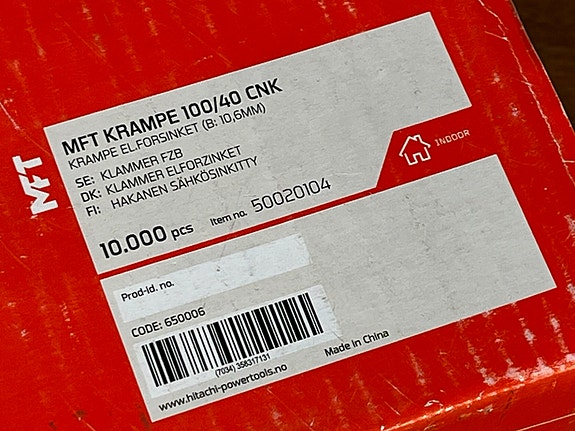 MFT
MFT KRAMPE 100/40 CNK
KRAMPE EL.FORSINKET (B: 10,6MM)
SE: KLAMMER FZB
DK: KLAMMER ELFORZINKET
FI: HAKANEN SÄHKÖSINKITTY
10.000 pcs Item no. 50020104
INDOOR
Prod-id. no.
CODE: 650006
(7034) 358317131
www.hitachi-powertools.no
Made in China